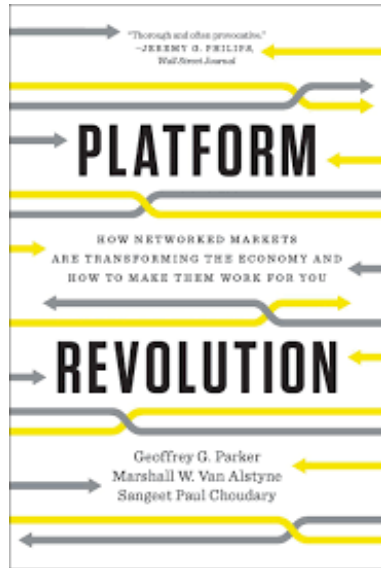 "Thorough and often provocative."
—JEREMY G. PHILIPS,
Wall Street Journal
PLATFORM
HOW NETWORKED MARKETS
ARE TRANSFORMING THE ECONOMY AND
HOW TO MAKE THEM WORK FOR YOU
REVOLUTION
Geoffrey G. Parker
Marshall W. Van Alstyne
Sangeet Paul Choudary